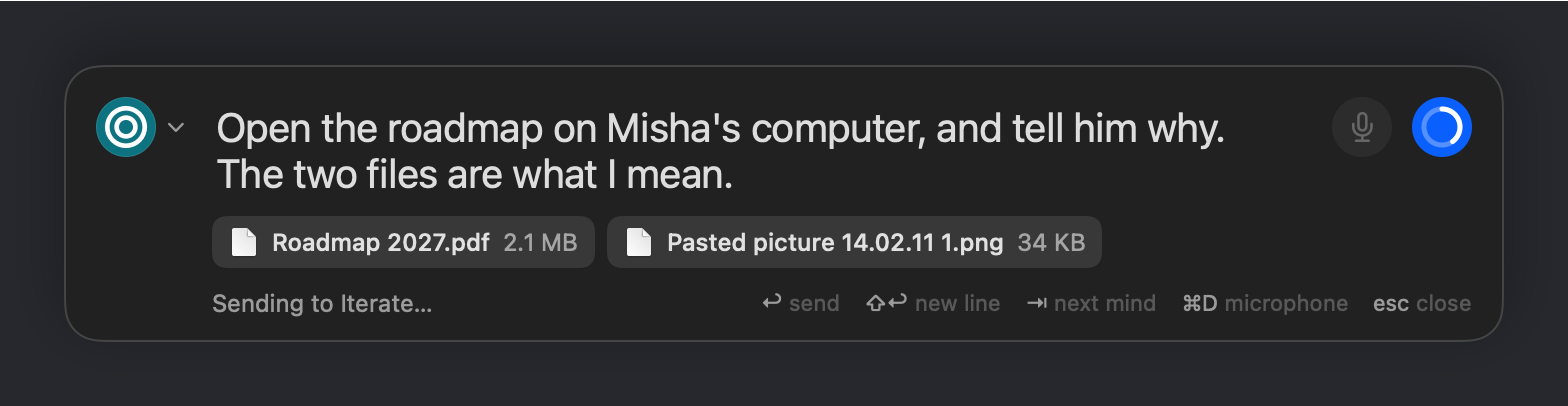 Open the roadmap on Misha's computer, and tell him why.
The two files are what I mean.
Roadmap 2027.pdf 2.1 MB
Pasted picture 14.02.11 1.png 34 KB
Sending to Iterate…
↩ send ⇧↩ new line ⇥ next mind ⌘D microphone esc close